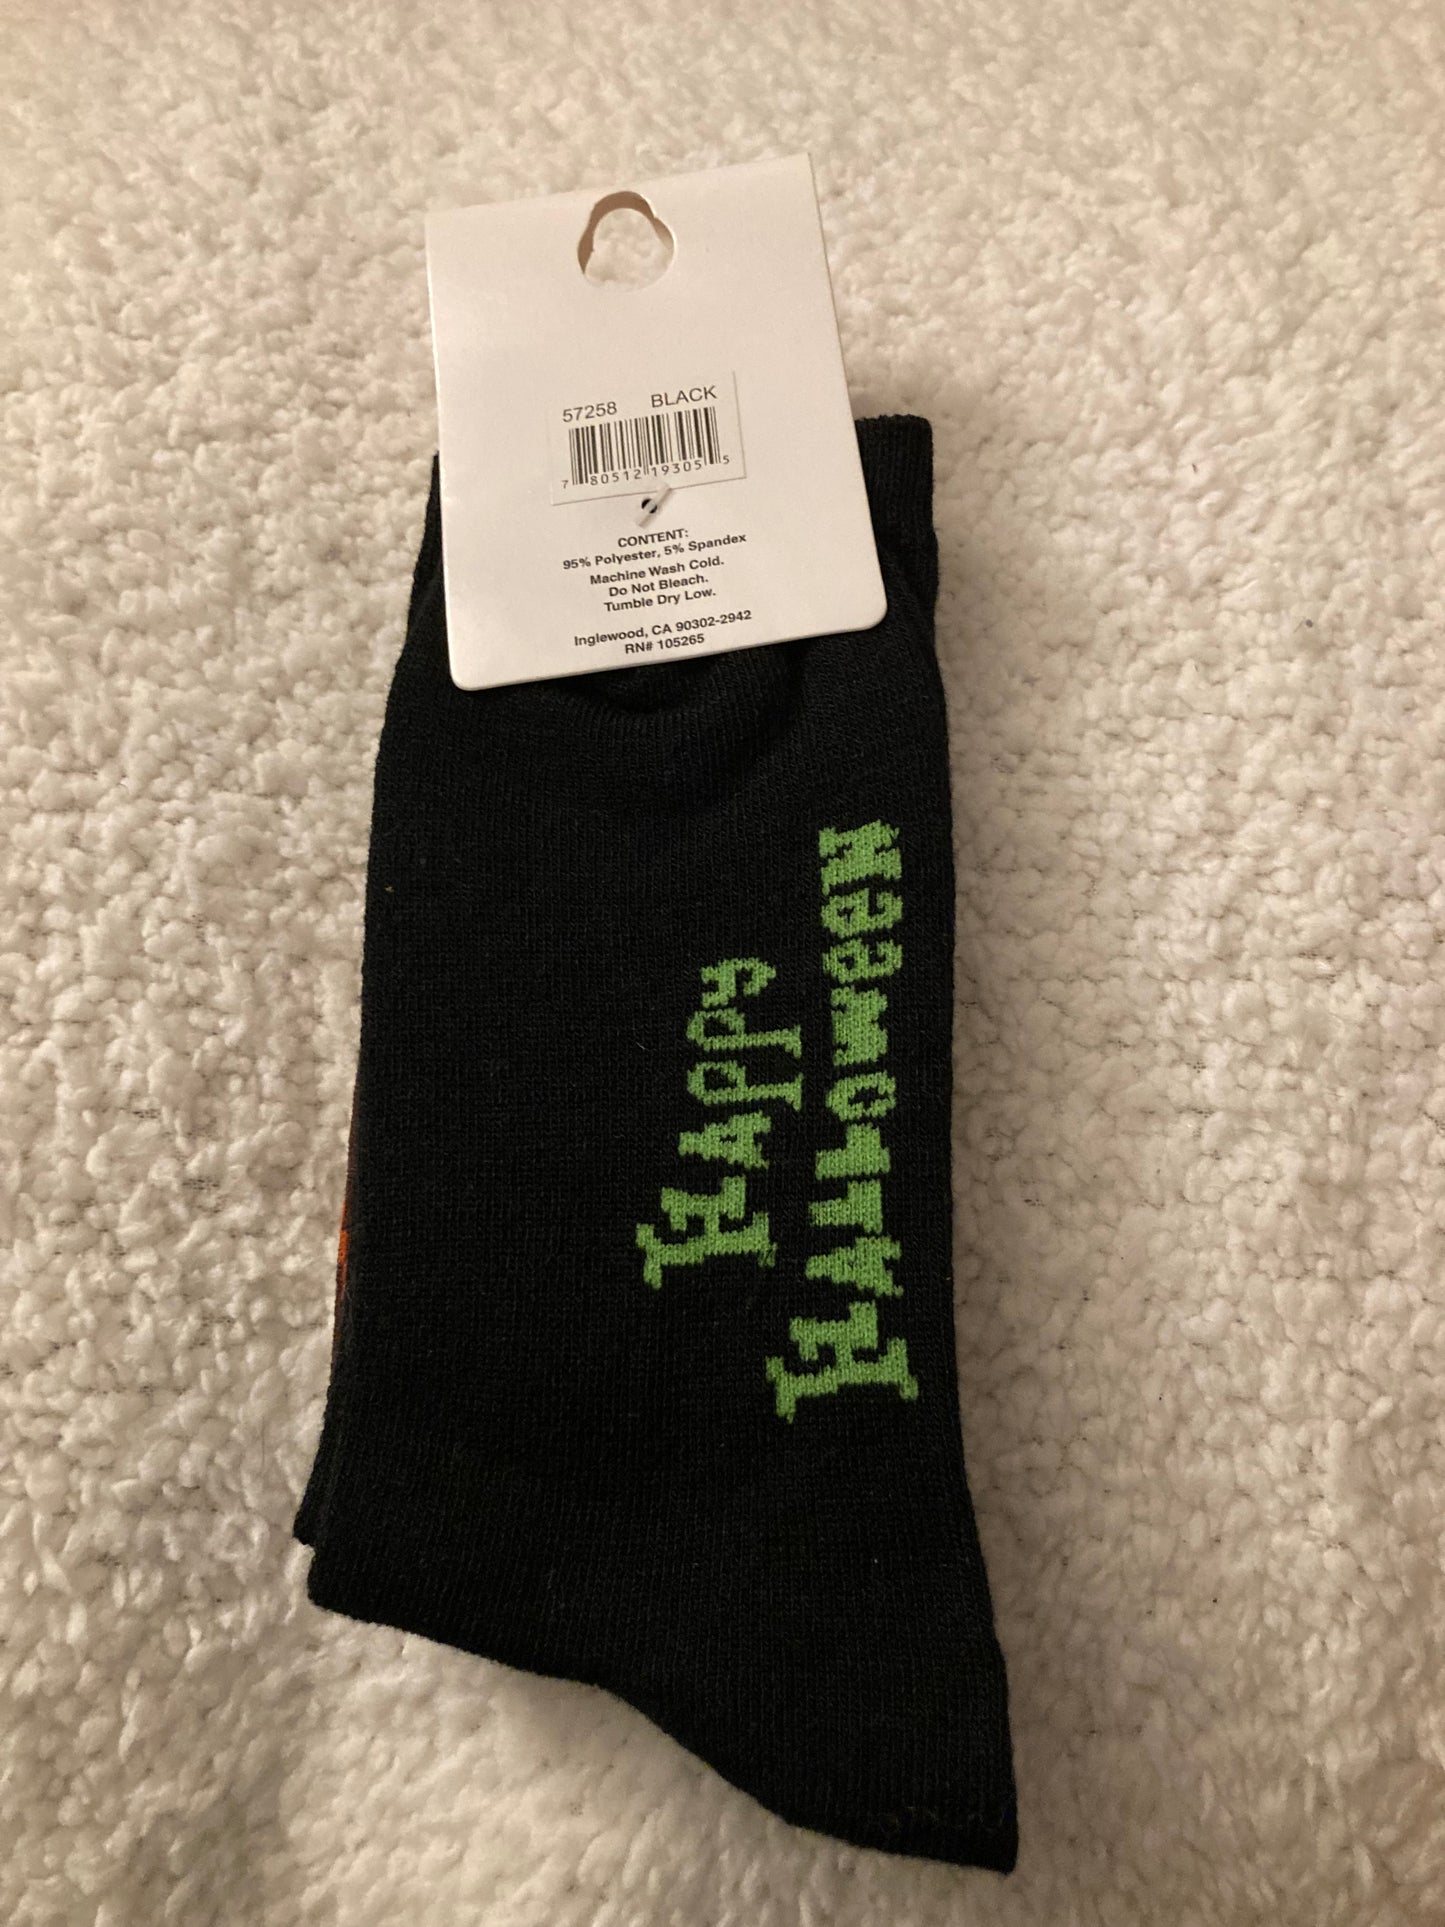 57258 BLACK
7 80512 19305 5
CONTENT:
95% Polyester, 5% Spandex
Machine Wash Cold.
Do Not Bleach.
Tumble Dry Low.
Inglewood, CA 90302-2942
RN# 105265
HAppy
HAlloween